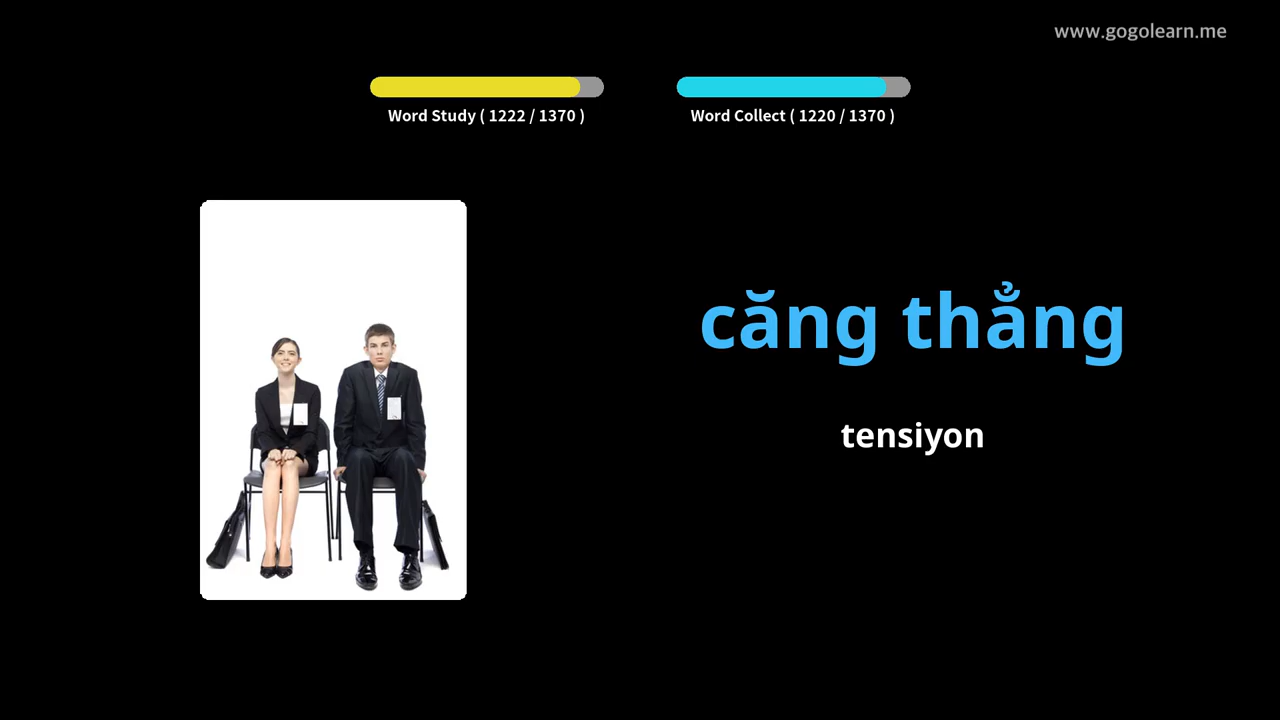 www.gogolearn.me
Word Study ( 1222 / 1370 )
Word Collect ( 1220 / 1370 )
căng thẳng
tensiyon